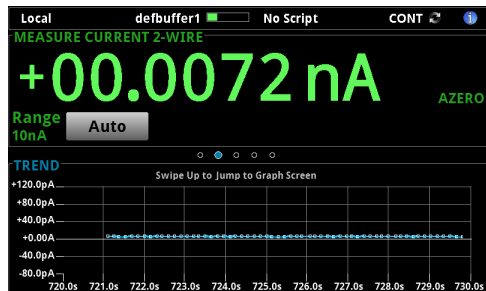 Local defbuffer1 No Script CONT
MEASURE CURRENT 2-WIRE
+00.0072 nA
AZERO
Range
10nA
Auto
TREND
Swipe Up to Jump to Graph Screen
+120.0pA
+80.0pA
+40.0pA
+0.00A
-40.0pA
-80.0pA
720.0s 721.0s 722.0s 723.0s 724.0s 725.0s 726.0s 727.0s 728.0s 729.0s 730.0s